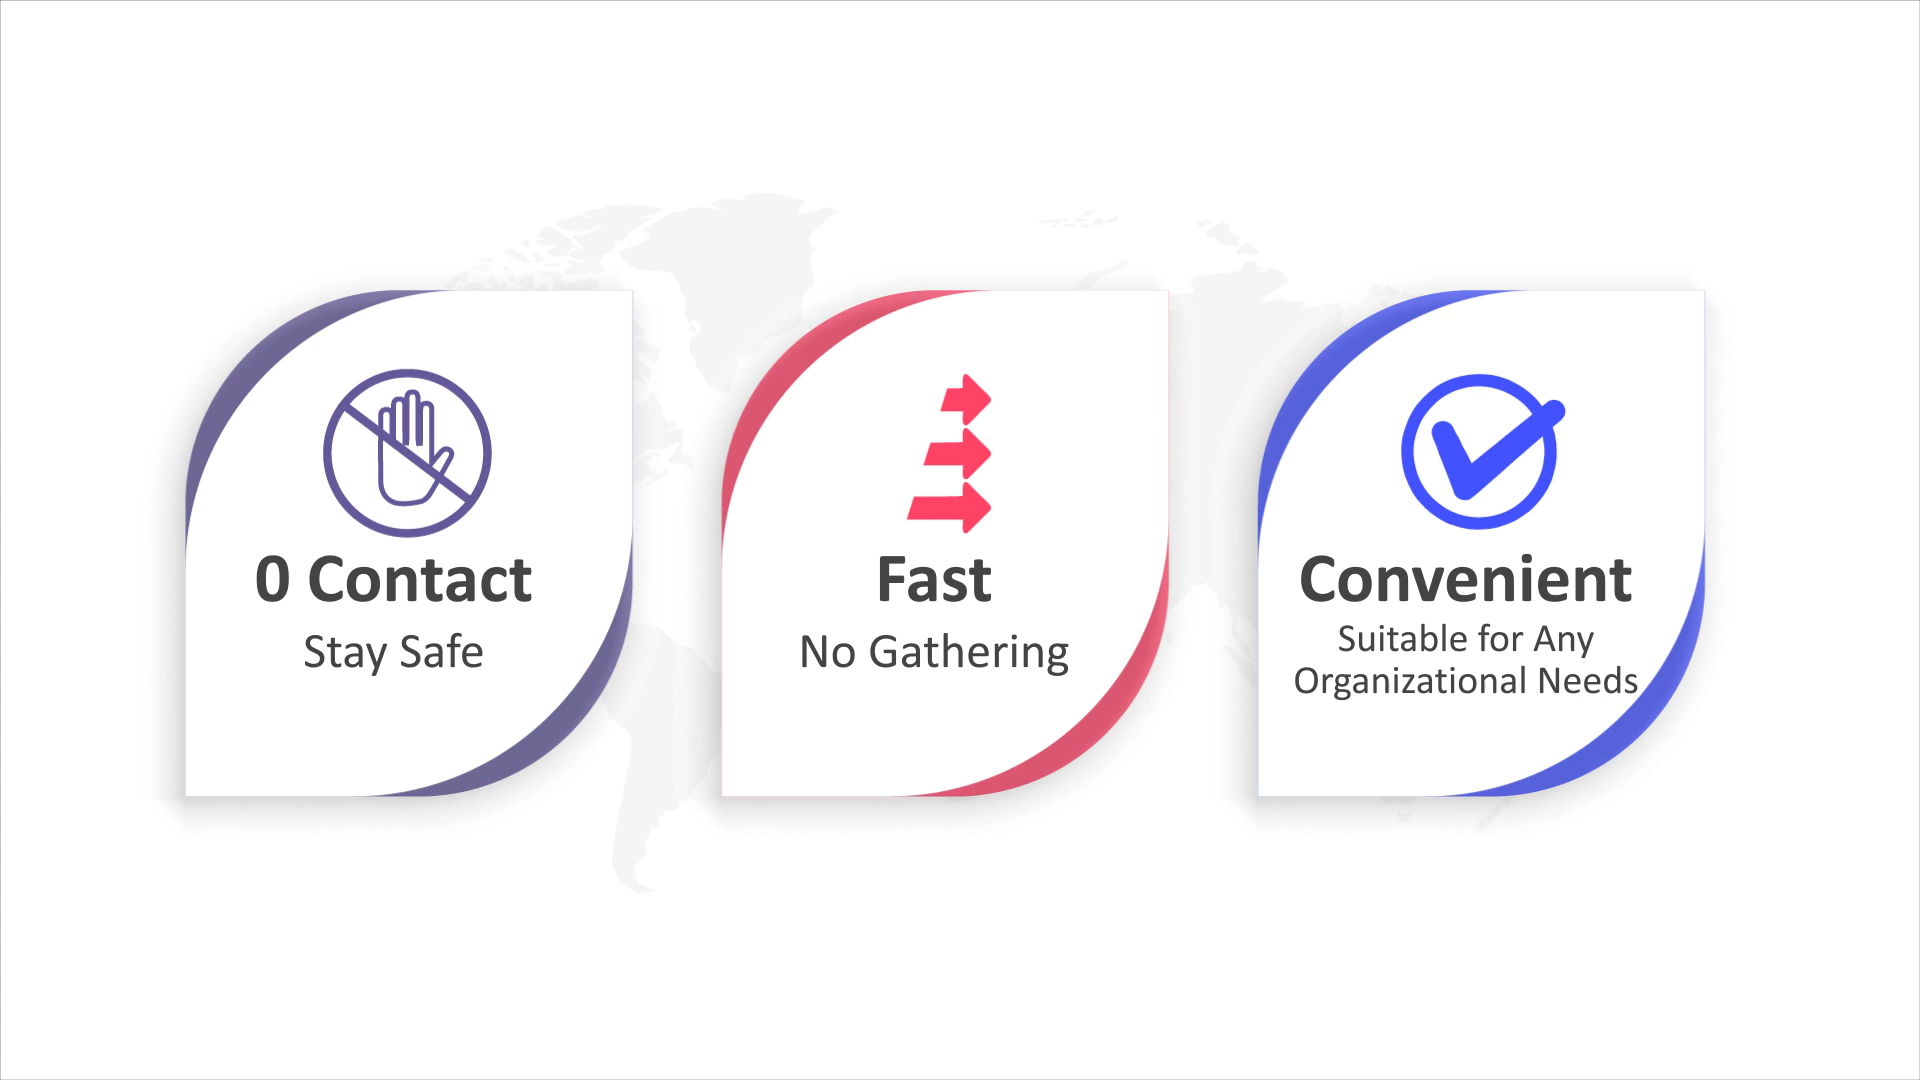 0 Contact
Stay Safe
Fast
No Gathering
Convenient
Suitable for Any
Organizational Needs